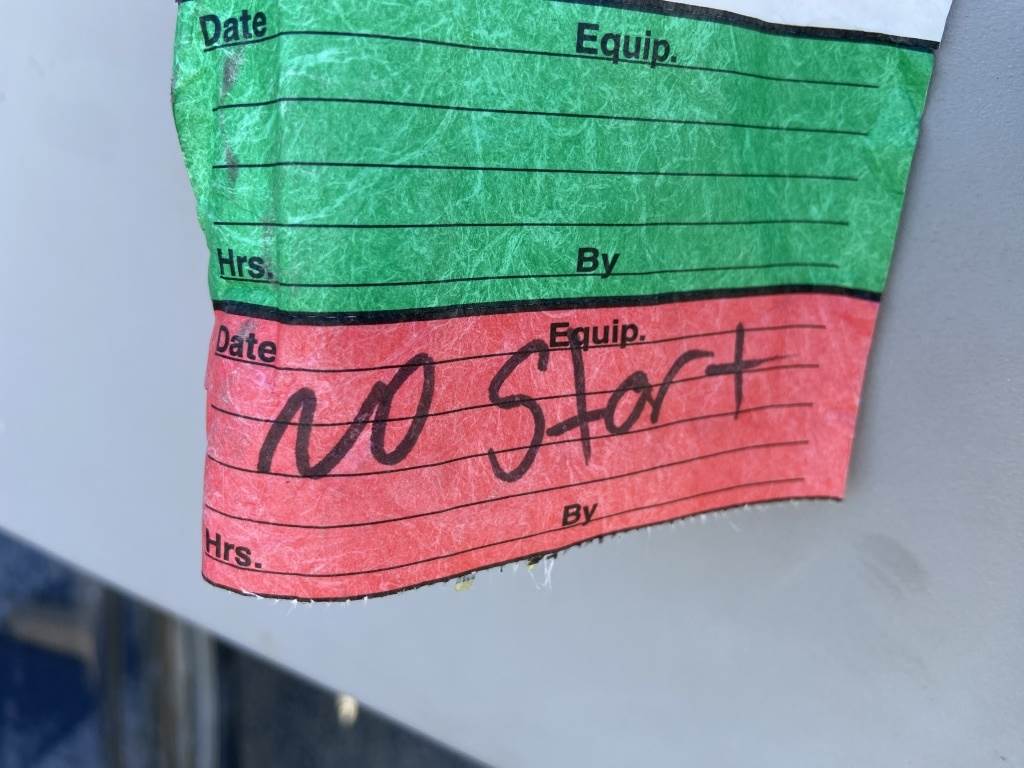 Date Equip.
Hrs. By
Date Equip.
NO Start
By
Hrs.